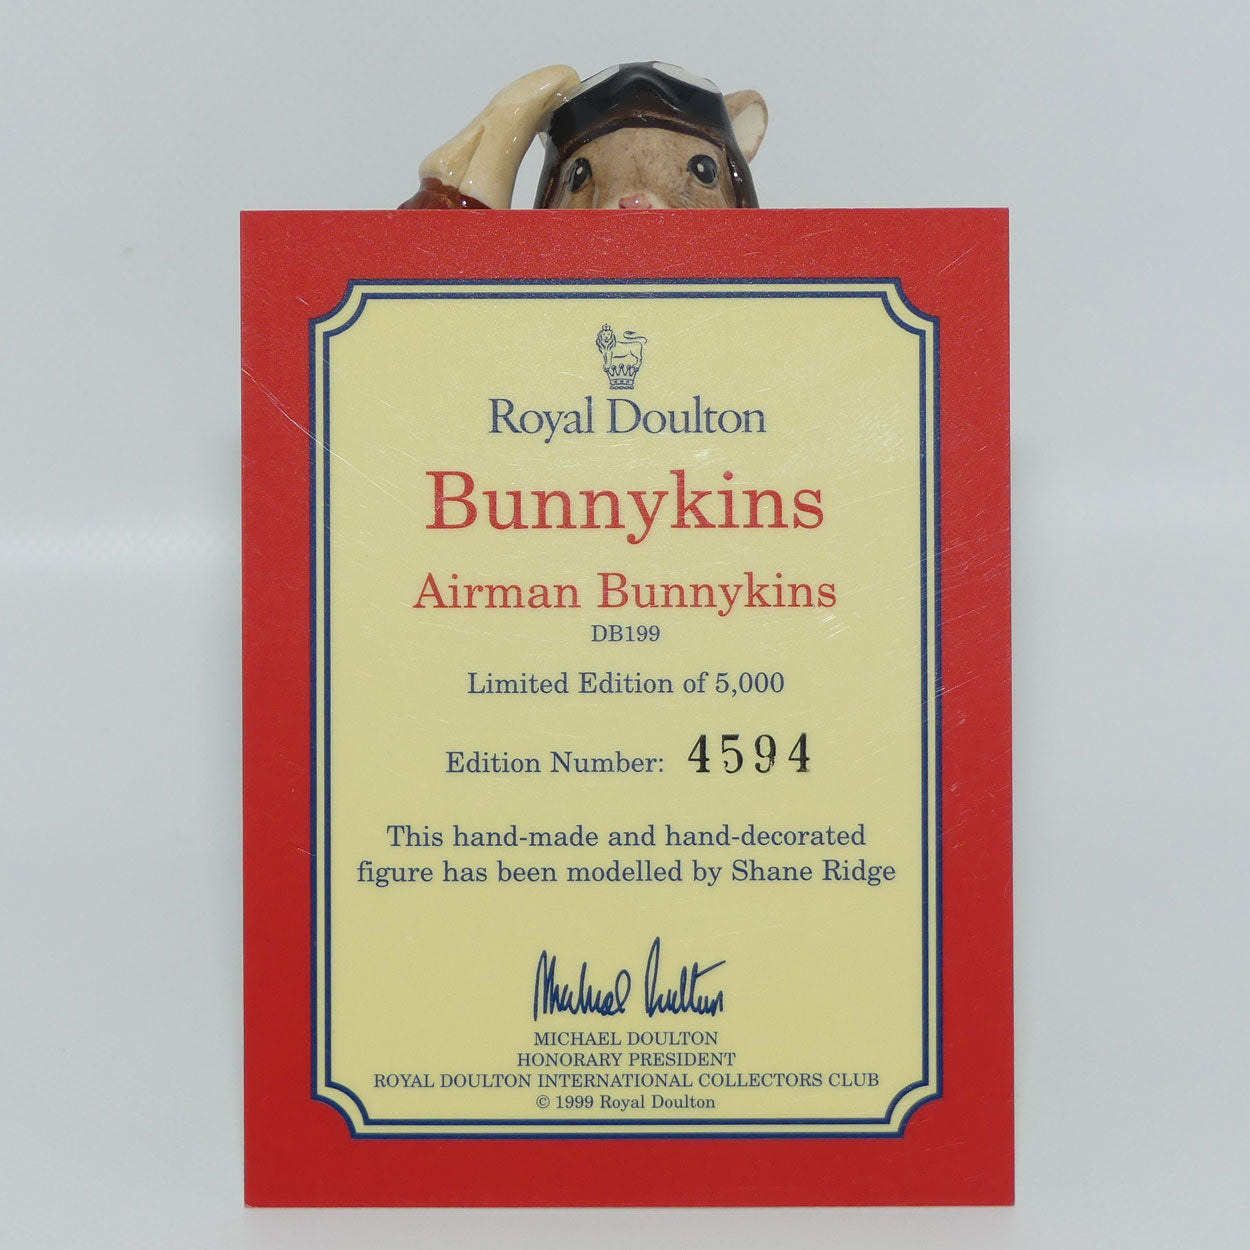 Royal Doulton
Bunnykins
Airman Bunnykins
DB199
Limited Edition of 5,000
Edition Number: 4594
This hand-made and hand-decorated
figure has been modelled by Shane Ridge
Michael Doulton
MICHAEL DOULTON
HONORARY PRESIDENT
ROYAL DOULTON INTERNATIONAL COLLECTORS CLUB
© 1999 Royal Doulton